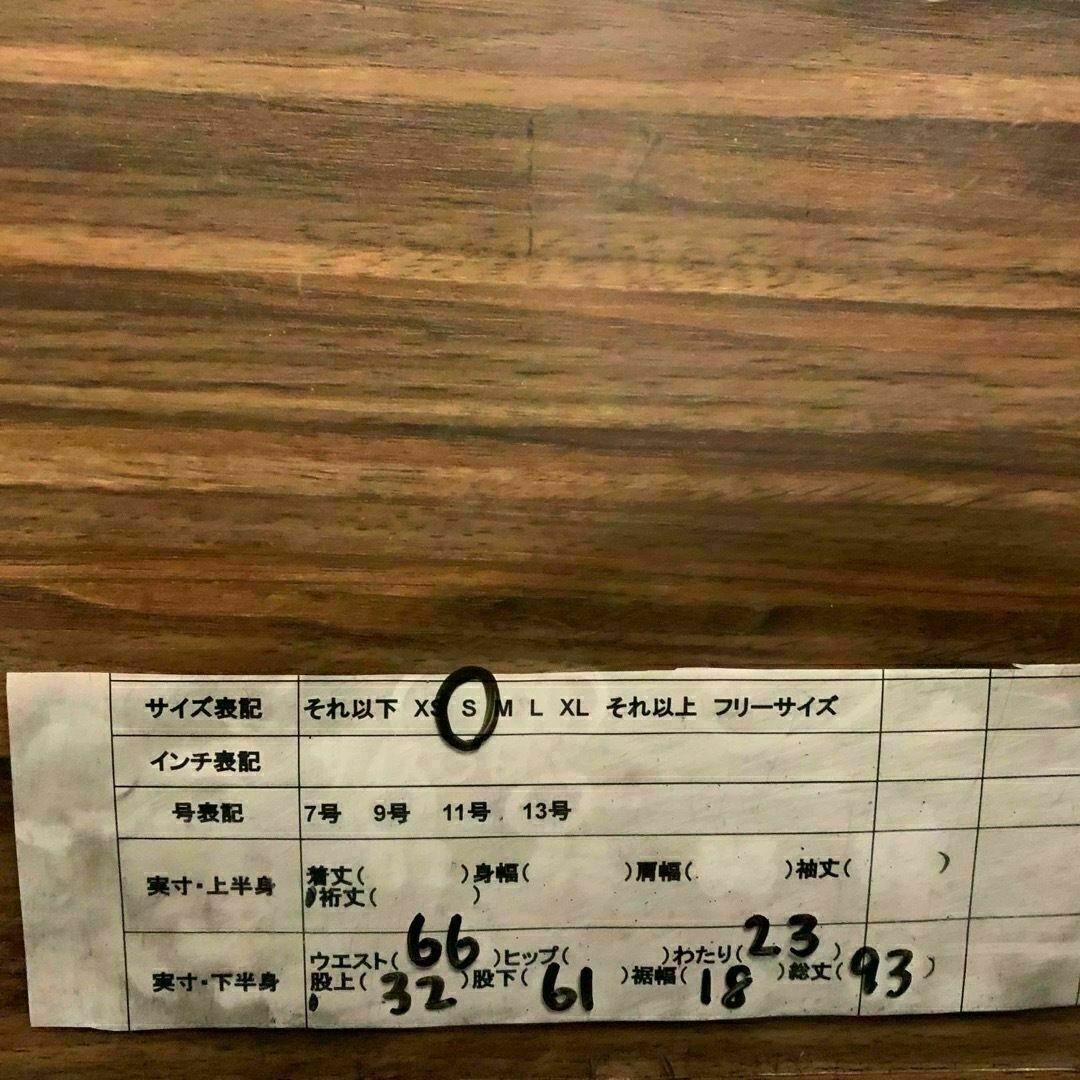 サイズ表記 それ以下 XS S M L XL それ以上 フリーサイズ
インチ表記
号表記 7号 9号 11号 13号
実寸・上半身 着丈( )身幅( )肩幅( )袖丈( )
裄丈( )
実寸・下半身 ウエスト(66)ヒップ( )わたり(23)
股上(32)股下(61)裾幅(18)総丈(93)